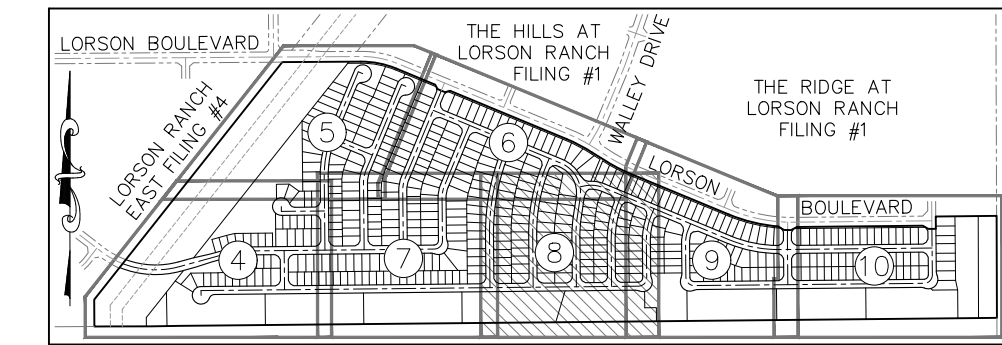 LORSON BOULEVARD
THE HILLS AT
LORSON RANCH
FILING #1
WALLEY DRIVE
THE RIDGE AT
LORSON RANCH
FILING #1
LORSON RANCH
EAST FILING #4
5
6
LORSON
BOULEVARD
4
7
8
9
10